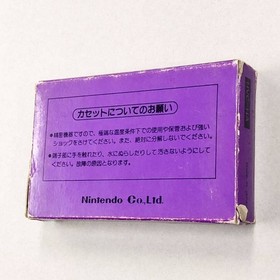 カセットについてのお願い
●精密機器ですので、極端な温度条件下での使用や保管および強い
ショックをさけてください。また、絶対に分解しないでください。
●端子部に手を触れたり、水にぬらしたりして汚さないようにして
ください。故障の原因となります。
Nintendo Co.,Ltd.